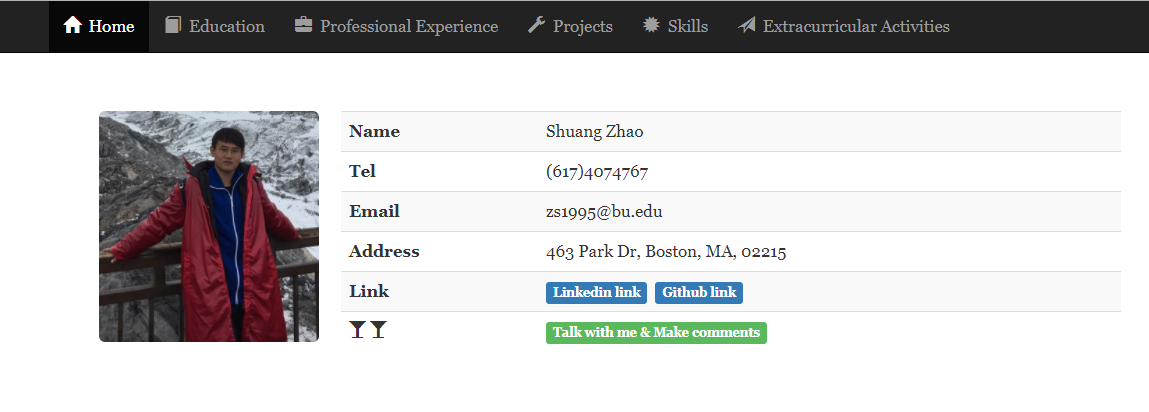 Home Education Professional Experience Projects Skills Extracurricular Activities
Name Shuang Zhao
Tel (617)4074767
Email zs1995@bu.edu
Address 463 Park Dr, Boston, MA, 02215
Link Linkedin link Github link
Talk with me & Make comments